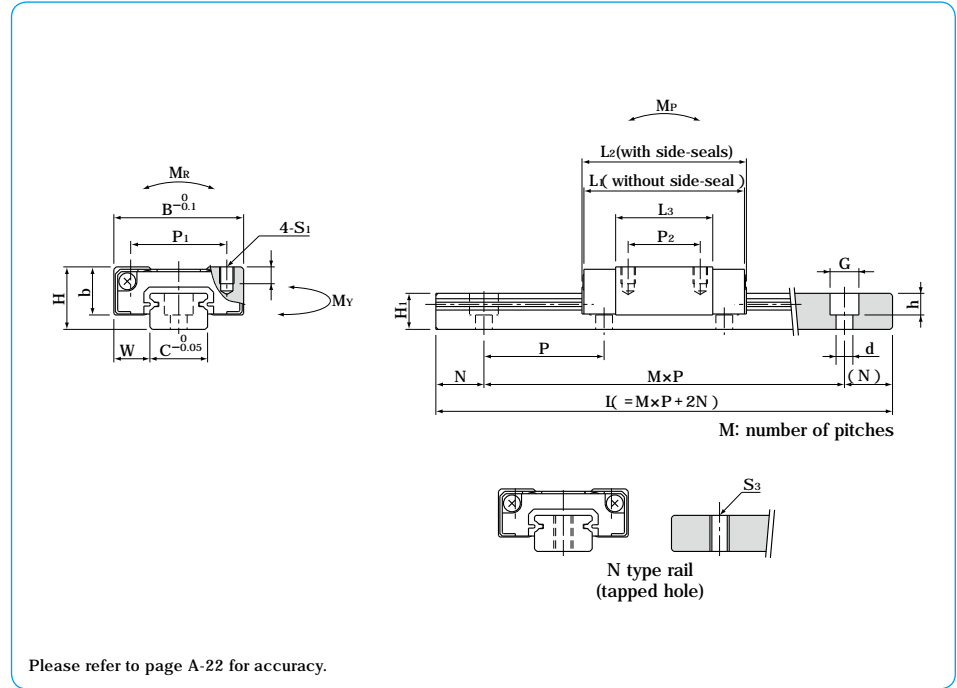 MP
L2(with side-seals)
L1( without side-seal )
MR
B 0 −0.1
L3
P1
4-S1
P2
G
H
b
MY
H1
h
W
C 0 −0.05
P
d
N
M×P
( N )
L( =M×P+2N )
M: number of pitches
S3
N type rail
(tapped hole)
Please refer to page A-22 for accuracy.